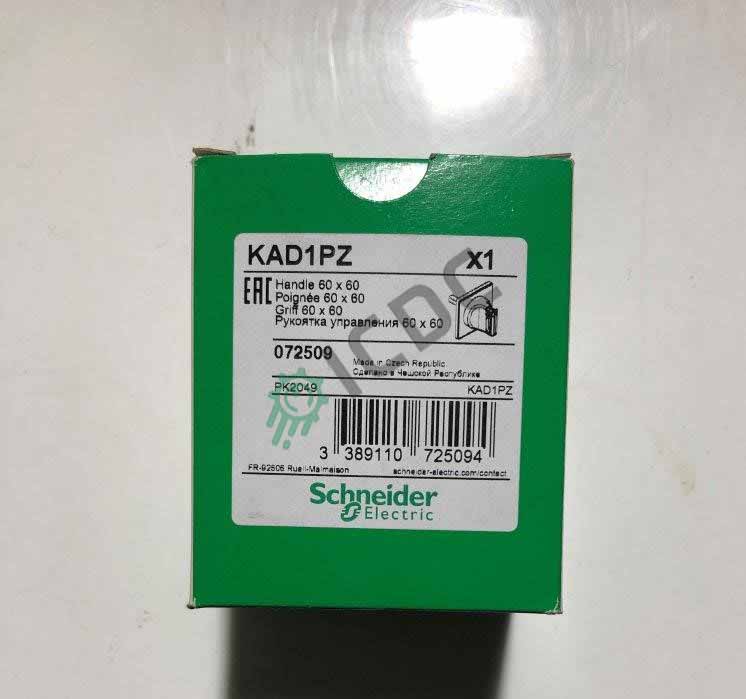 KAD1PZ X1
EAC
Handle 60 x 60
Poignée 60 x 60
Griff 60 x 60
Рукоятка управления 60 x 60
072509
Made in Czech Republic
Сделано в Чешской Республике
PK2049 KAD1PZ
3 389110 725094
FR-92506 Rueil-Malmaison schneider-electric.com/contact
Schneider
Electric
ICDC